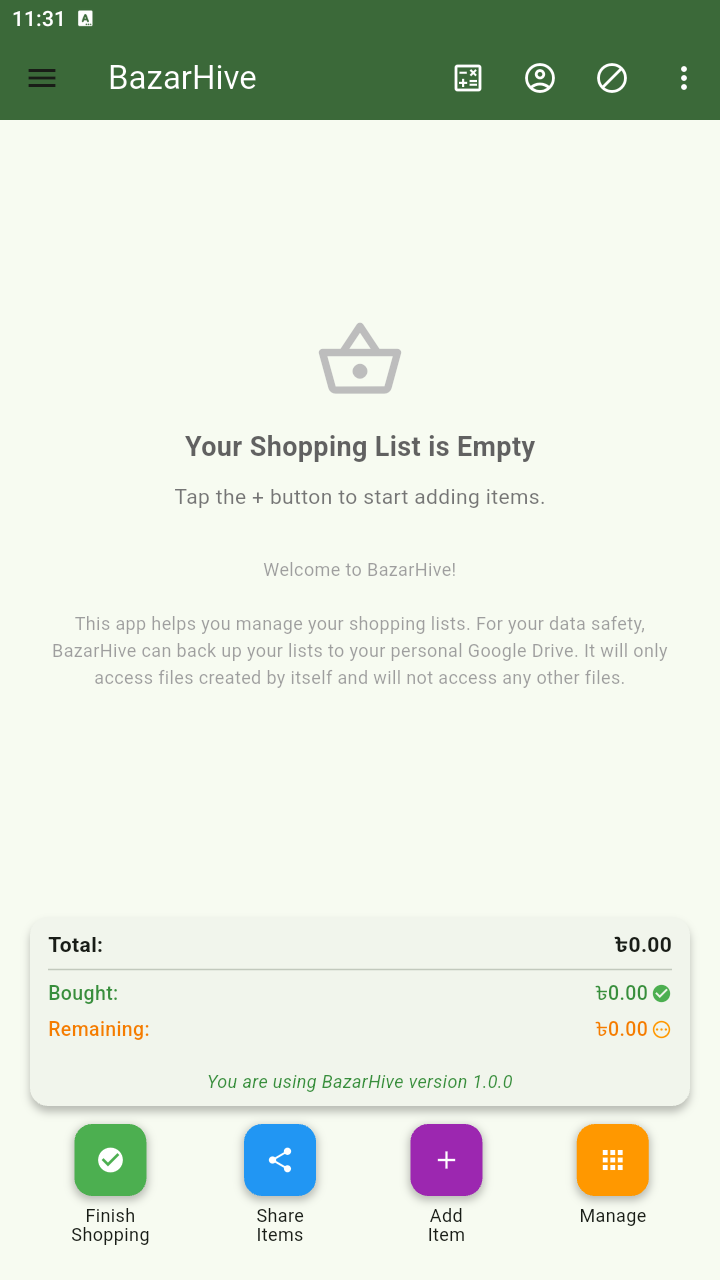 11:31
BazarHive
Your Shopping List is Empty
Tap the + button to start adding items.
Welcome to BazarHive!
This app helps you manage your shopping lists. For your data safety,
BazarHive can back up your lists to your personal Google Drive. It will only
access files created by itself and will not access any other files.
Total: ৳0.00
Bought: ৳0.00
Remaining: ৳0.00
You are using BazarHive version 1.0.0
Finish
Shopping
Share
Items
Add
Item
Manage